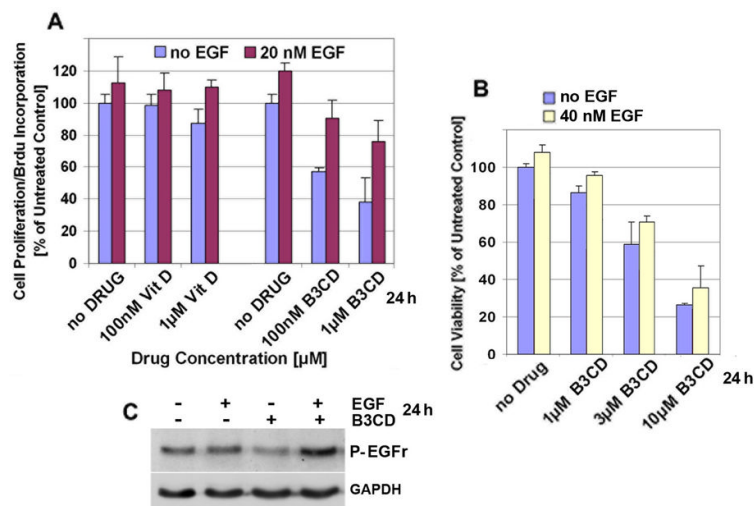 A
no EGF
20 nM EGF
Cell Proliferation/Brdu Incorporation
[% of Untreated Control]
120
100
80
60
40
20
0
no DRUG
100nM Vit D
1µM Vit D
no DRUG
100nM B3CD
1µM B3CD
24 h
Drug Concentration [µM]
B
no EGF
40 nM EGF
Cell Viability [% of Untreated Control]
100
80
60
40
20
0
no Drug
1µM B3CD
3µM B3CD
10µM B3CD
24 h
C
- + - + EGF 24 h
- - + + B3CD
P-EGFr
GAPDH